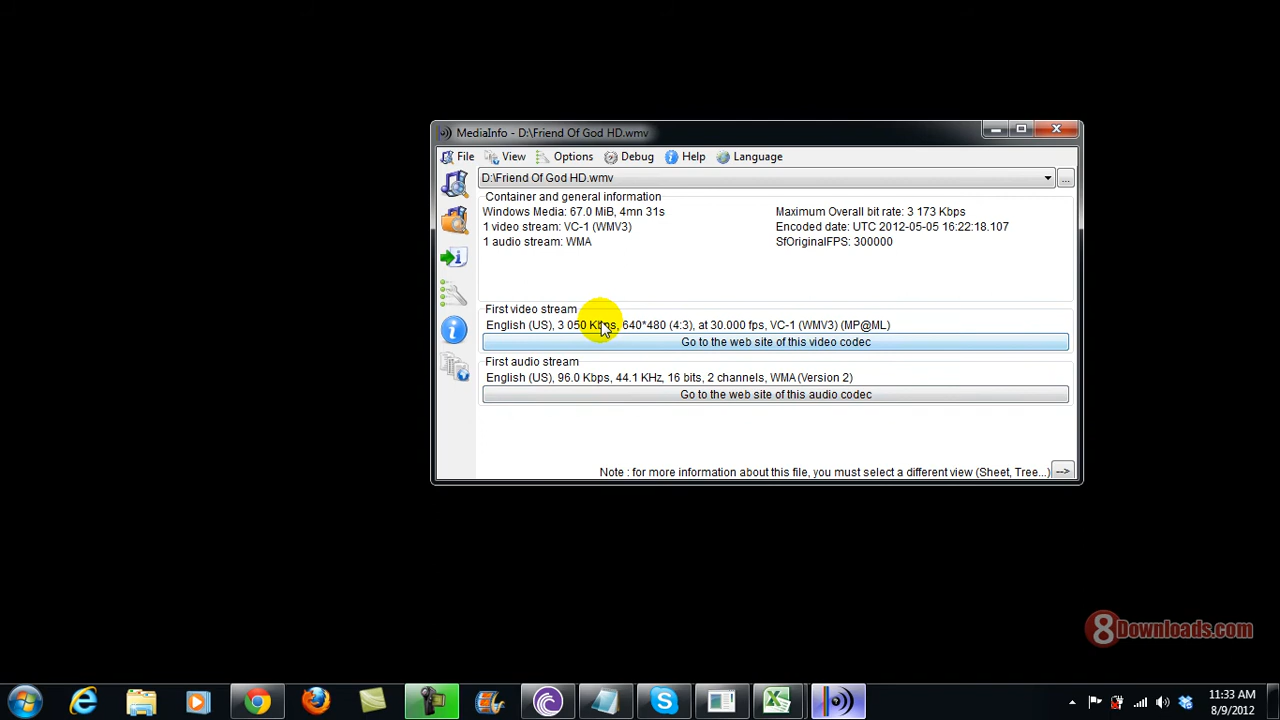 MediaInfo - D:\Friend Of God HD.wmv
File View Options Debug Help Language
D:\Friend Of God HD.wmv
...
Container and general information
Windows Media: 67.0 MiB, 4mn 31s
Maximum Overall bit rate: 3 173 Kbps
1 video stream: VC-1 (WMV3)
Encoded date: UTC 2012-05-05 16:22:18.107
1 audio stream: WMA
SfOriginalFPS: 300000
First video stream
English (US), 3 050 Kbps, 640*480 (4:3), at 30.000 fps, VC-1 (WMV3) (MP@ML)
Go to the web site of this video codec
First audio stream
English (US), 96.0 Kbps, 44.1 KHz, 16 bits, 2 channels, WMA (Version 2)
Go to the web site of this audio codec
Note : for more information about this file, you must select a different view (Sheet, Tree...)
-->
8Downloads.com
11:33 AM
8/9/2012